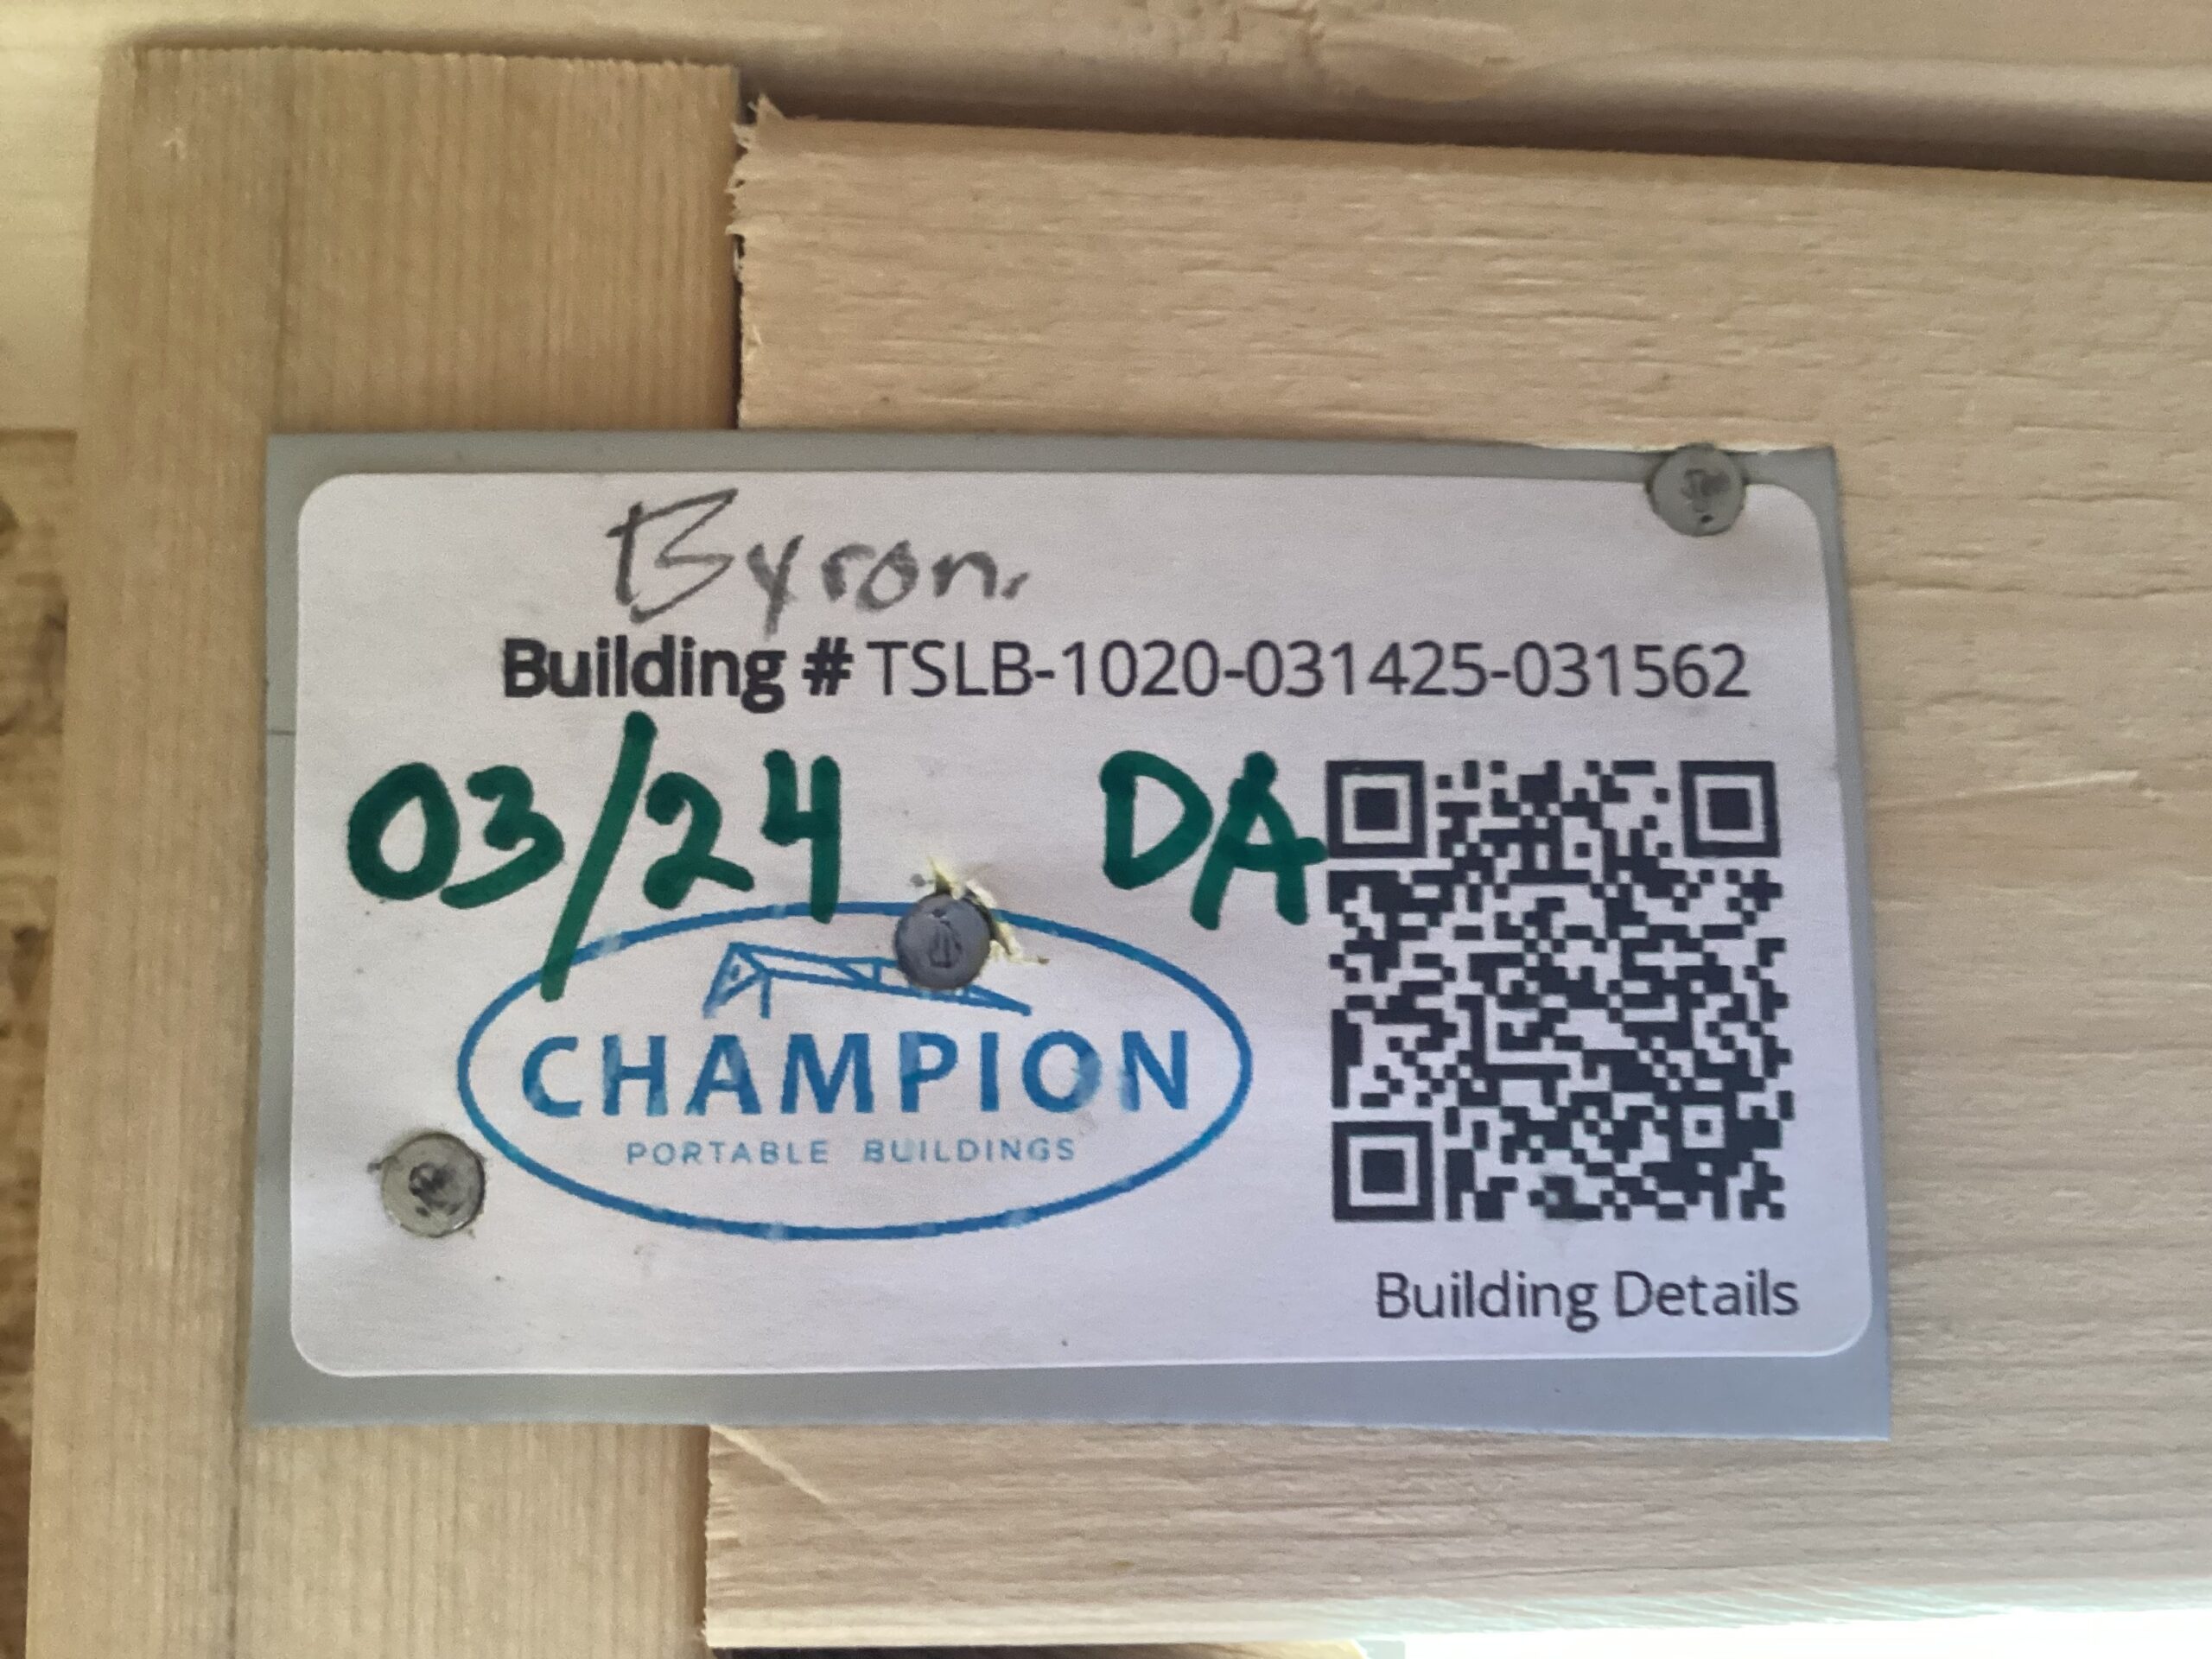 Byron.
Building # TSLB-1020-031425-031562
03/24 DA
CHAMPION
PORTABLE BUILDINGS
Building Details